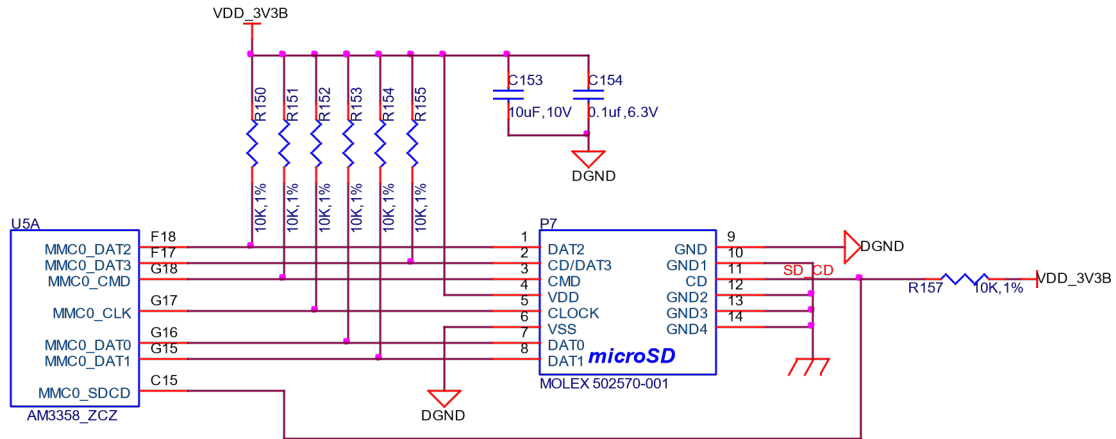 VDD_3V3B
R150
R151
R152
R153
R154
R155
10K,1%
10K,1%
10K,1%
10K,1%
10K,1%
10K,1%
C153
10uF,10V
C154
0.1uf,6.3V
DGND
U5A
MMC0_DAT2
MMC0_DAT3
MMC0_CMD
MMC0_CLK
MMC0_DAT0
MMC0_DAT1
MMC0_SDCD
F18
F17
G18
G17
G16
G15
C15
AM3358_ZCZ
DGND
P7
1
2
3
4
5
6
7
8
DAT2
CD/DAT3
CMD
VDD
CLOCK
VSS
DAT0
DAT1
GND
GND1
CD
GND2
GND3
GND4
9
10
11
12
13
14
microSD
MOLEX 502570-001
DGND
SD_CD
R157
10K,1%
VDD_3V3B